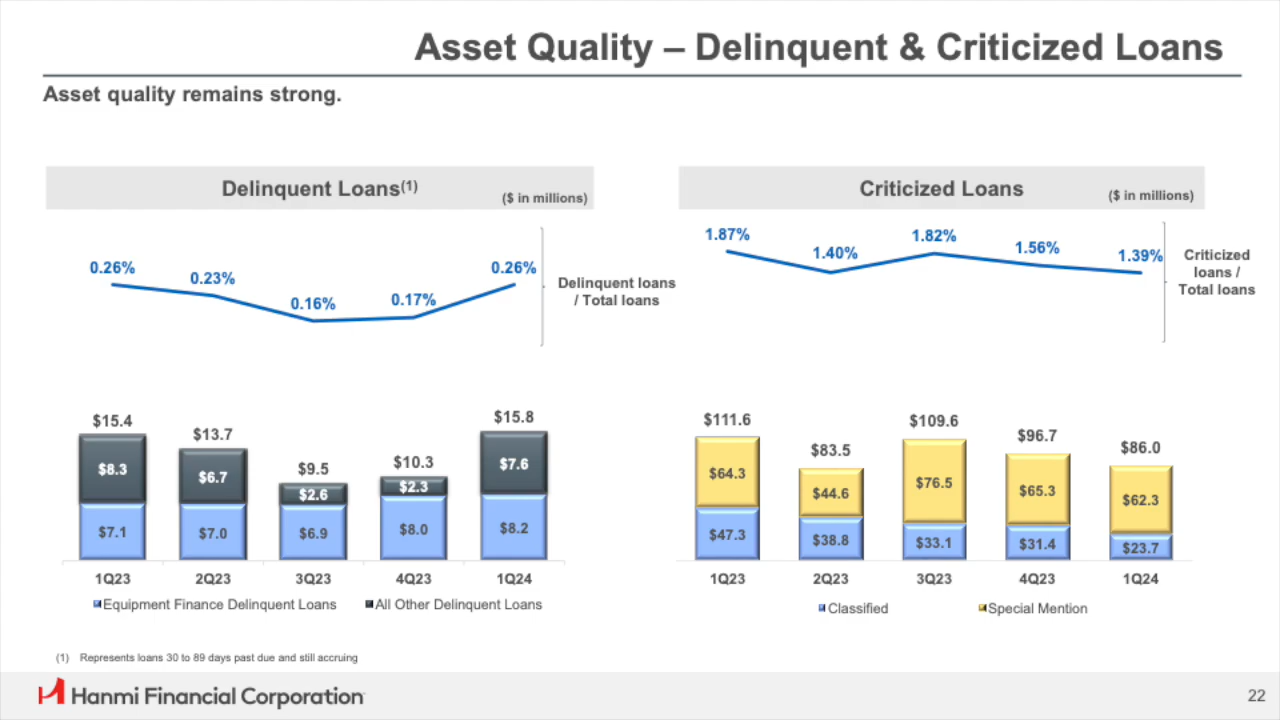 Asset Quality – Delinquent & Criticized Loans
Asset quality remains strong.
Delinquent Loans(1)
($ in millions)
0.26%
0.23%
0.16%
0.17%
0.26%
Delinquent loans
/ Total loans
$15.4
$13.7
$9.5
$10.3
$15.8
$8.3
$6.7
$2.6
$2.3
$7.6
$7.1
$7.0
$6.9
$8.0
$8.2
1Q23
2Q23
3Q23
4Q23
1Q24
Equipment Finance Delinquent Loans
All Other Delinquent Loans
Criticized Loans
($ in millions)
1.87%
1.40%
1.82%
1.56%
1.39%
Criticized
loans /
Total loans
$111.6
$83.5
$109.6
$96.7
$86.0
$64.3
$44.6
$76.5
$65.3
$62.3
$47.3
$38.8
$33.1
$31.4
$23.7
1Q23
2Q23
3Q23
4Q23
1Q24
Classified
Special Mention
(1) Represents loans 30 to 89 days past due and still accruing
Hanmi Financial Corporation
22